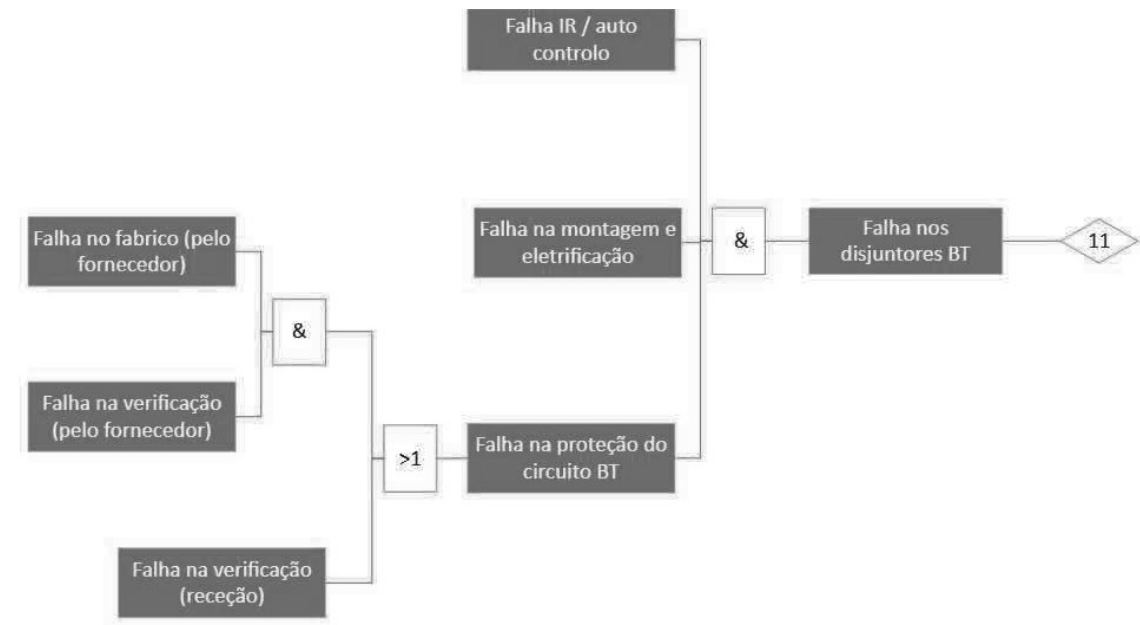 Falha IR / auto
controlo
Falha no fabrico (pelo
fornecedor)
Falha na montagem e
eletrificação
&
Falha nos
disjuntores BT
11
&
Falha na verificação
(pelo fornecedor)
>1
Falha na proteção do
circuito BT
Falha na verificação
(receção)